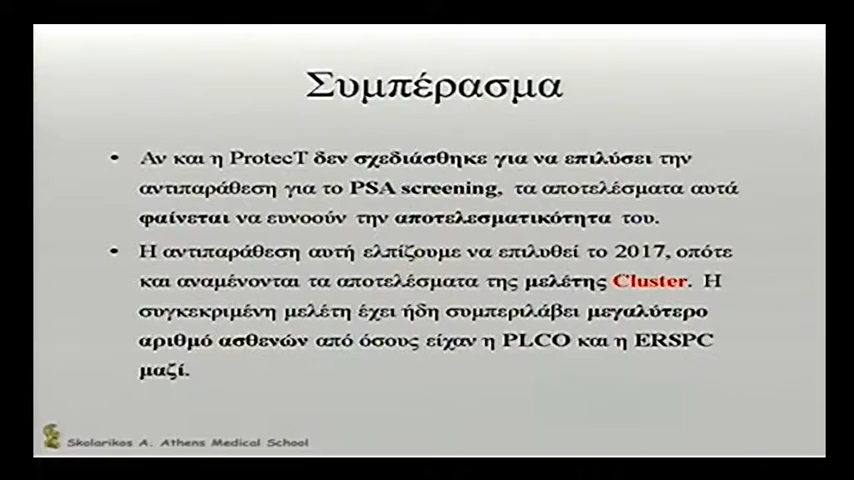 Συμπέρασμα
• Αν και η ProtecT δεν σχεδιάσθηκε για να επιλύσει την
αντιπαράθεση για το PSA screening, τα αποτελέσματα αυτά
φαίνεται να ευνοούν την αποτελεσματικότητα του.
• Η αντιπαράθεση αυτή ελπίζουμε να επιλυθεί το 2017, οπότε
και αναμένονται τα αποτελέσματα της μελέτης Cluster. Η
συγκεκριμένη μελέτη έχει ήδη συμπεριλάβει μεγαλύτερο
αριθμό ασθενών από όσους είχαν η PLCO και η ERSPC
μαζί.
Skolarikos A. Athens Medical School